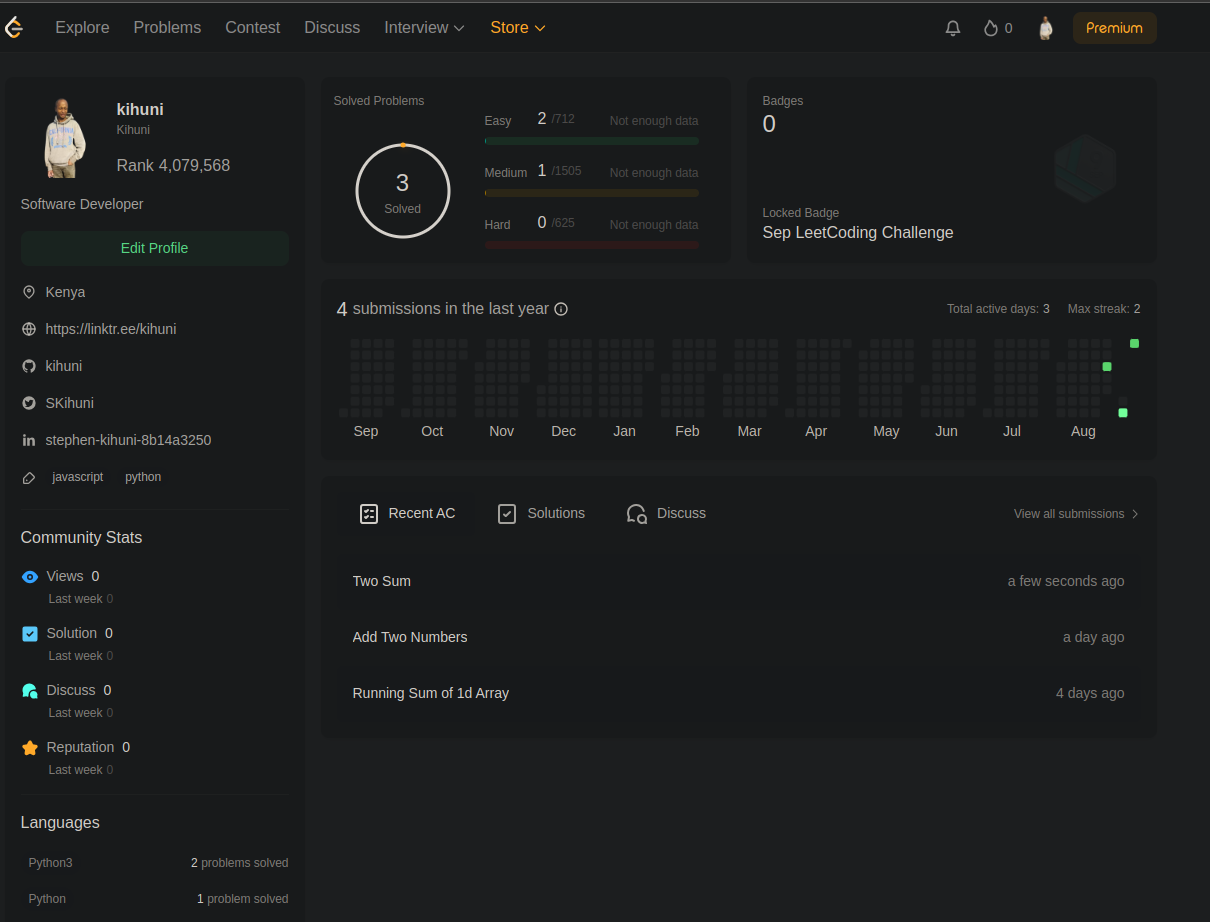 Explore Problems Contest Discuss Interview Store 0 Premium
kihuni
Kihuni
Rank 4,079,568
Software Developer
Edit Profile
Kenya
https://linktr.ee/kihuni
kihuni
SKihuni
stephen-kihuni-8b14a3250
javascript python
Community Stats
Views 0
Last week 0
Solution 0
Last week 0
Discuss 0
Last week 0
Reputation 0
Last week 0
Languages
Python3 2 problems solved
Python 1 problem solved
Solved Problems
3
Solved
Easy 2 /712 Not enough data
Medium 1 /1505 Not enough data
Hard 0 /625 Not enough data
Badges
0
Locked Badge
Sep LeetCoding Challenge
4 submissions in the last year Total active days: 3 Max streak: 2
Sep Oct Nov Dec Jan Feb Mar Apr May Jun Jul Aug
Recent AC Solutions Discuss View all submissions
Two Sum a few seconds ago
Add Two Numbers a day ago
Running Sum of 1d Array 4 days ago